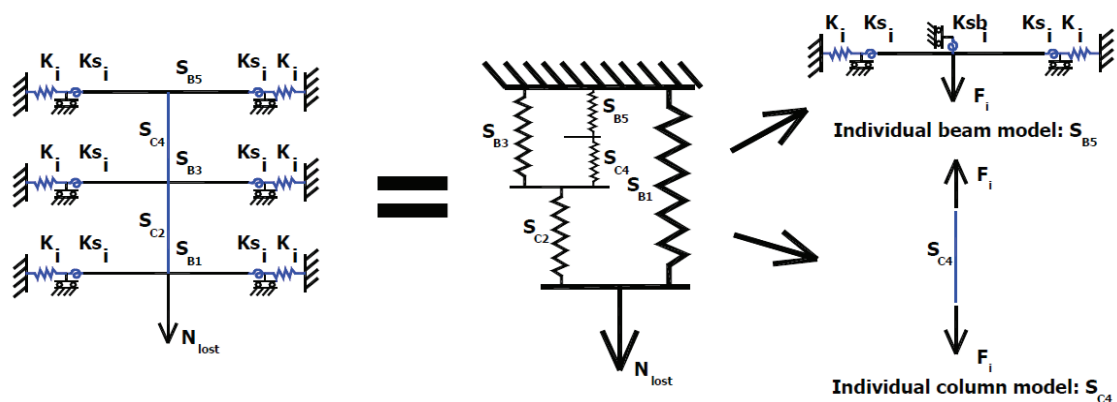 K i Ks i Ks i K i
S B5
S C4
K i Ks i S B3 Ks i K i
S C2
K i Ks i S B1 Ks i K i
N lost
S B5
S B3
S C4
S B1
S C2
N lost
K i Ks i Ksb i Ks i K i
F i
Individual beam model: S B5
F i
S C4
F i
Individual column model: S C4